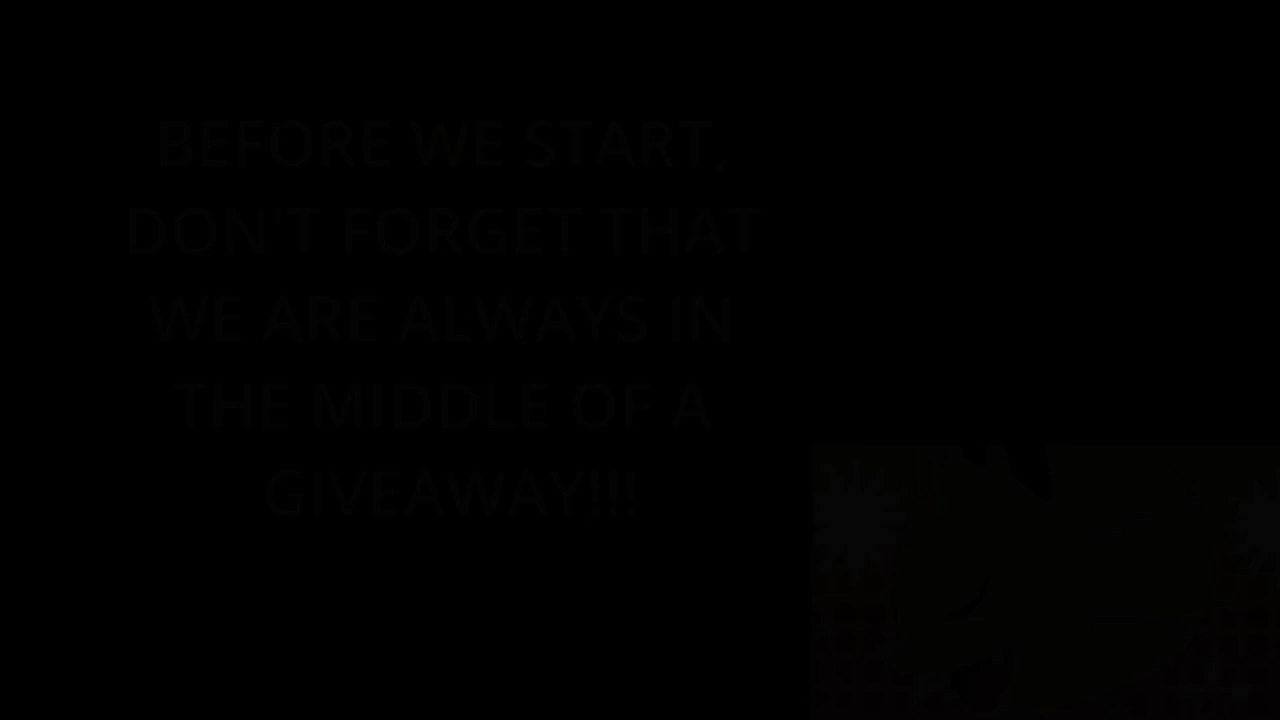 BEFORE WE START,
DON'T FORGET THAT
WE ARE ALWAYS IN
THE MIDDLE OF A
GIVEAWAY!!!